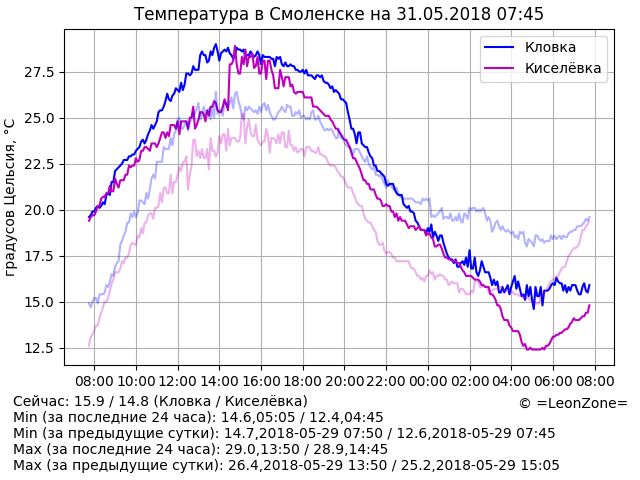 Температура в Смоленске на 31.05.2018 07:45
градусов Цельсия, °C
27.5
25.0
22.5
20.0
17.5
15.0
12.5
Кловка
Киселёвка
08:00 10:00 12:00 14:00 16:00 18:00 20:00 22:00 00:00 02:00 04:00 06:00 08:00
Сейчас: 15.9 / 14.8 (Кловка / Киселёвка)
© =LeonZone=
Min (за последние 24 часа): 14.6,05:05 / 12.4,04:45
Min (за предыдущие сутки): 14.7,2018-05-29 07:50 / 12.6,2018-05-29 07:45
Max (за последние 24 часа): 29.0,13:50 / 28.9,14:45
Max (за предыдущие сутки): 26.4,2018-05-29 13:50 / 25.2,2018-05-29 15:05